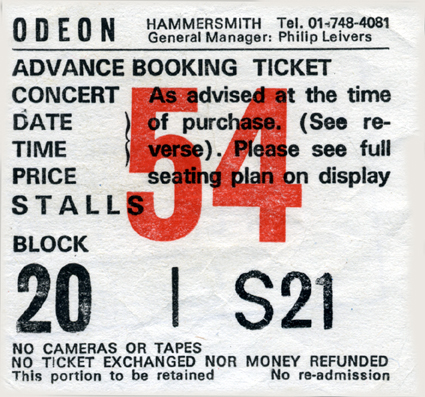 ODEON HAMMERSMITH Tel. 01-748-4081
General Manager: Philip Leivers
ADVANCE BOOKING TICKET
CONCERT As advised at the time
DATE of purchase. (See re-
TIME verse). Please see full
PRICE seating plan on display
54
STALLS
BLOCK
20 | S21
NO CAMERAS OR TAPES
NO TICKET EXCHANGED NOR MONEY REFUNDED
This portion to be retained No re-admission